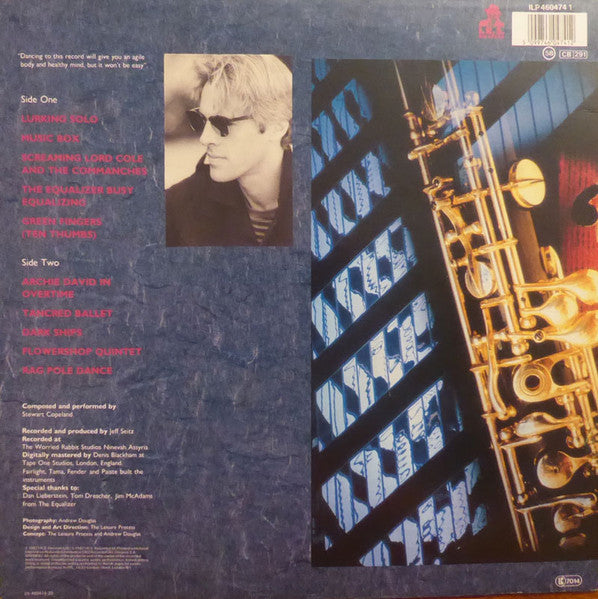 ILP 460474 1
SB
CB 291
"Dancing to this record will give you an agile
body and healthy mind, but it won't be easy".
Side One
LURKING SOLO
MUSIC BOX
SCREAMING LORD COLE
AND THE COMMANCHES
THE EQUALIZER BUSY
EQUALIZING
GREEN FINGERS
(TEN THUMBS)
Side Two
ARCHIE DAVID IN
OVERTIME
TANCRED BALLET
DARK SHIPS
FLOWERSHOP QUINTET
RAG POLE DANCE
Composed and performed by
Stewart Copeland
Recorded and produced by Jeff Seitz
Recorded at
The Worried Rabbit Studios Ninevah, Assyria
Digitally mastered by Denis Blackham at
Tape One Studios, London, England.
Fairlight, Tama, Fender and Paiste built the
instruments
Special thanks to:
Dan Lieberstein, Tom Drescher, Jim McAdams
from The Equalizer
Photography: Andrew Douglas
Design and Art Direction: The Leisure Process
Concept: The Leisure Process and Andrew Douglas
LC 7014